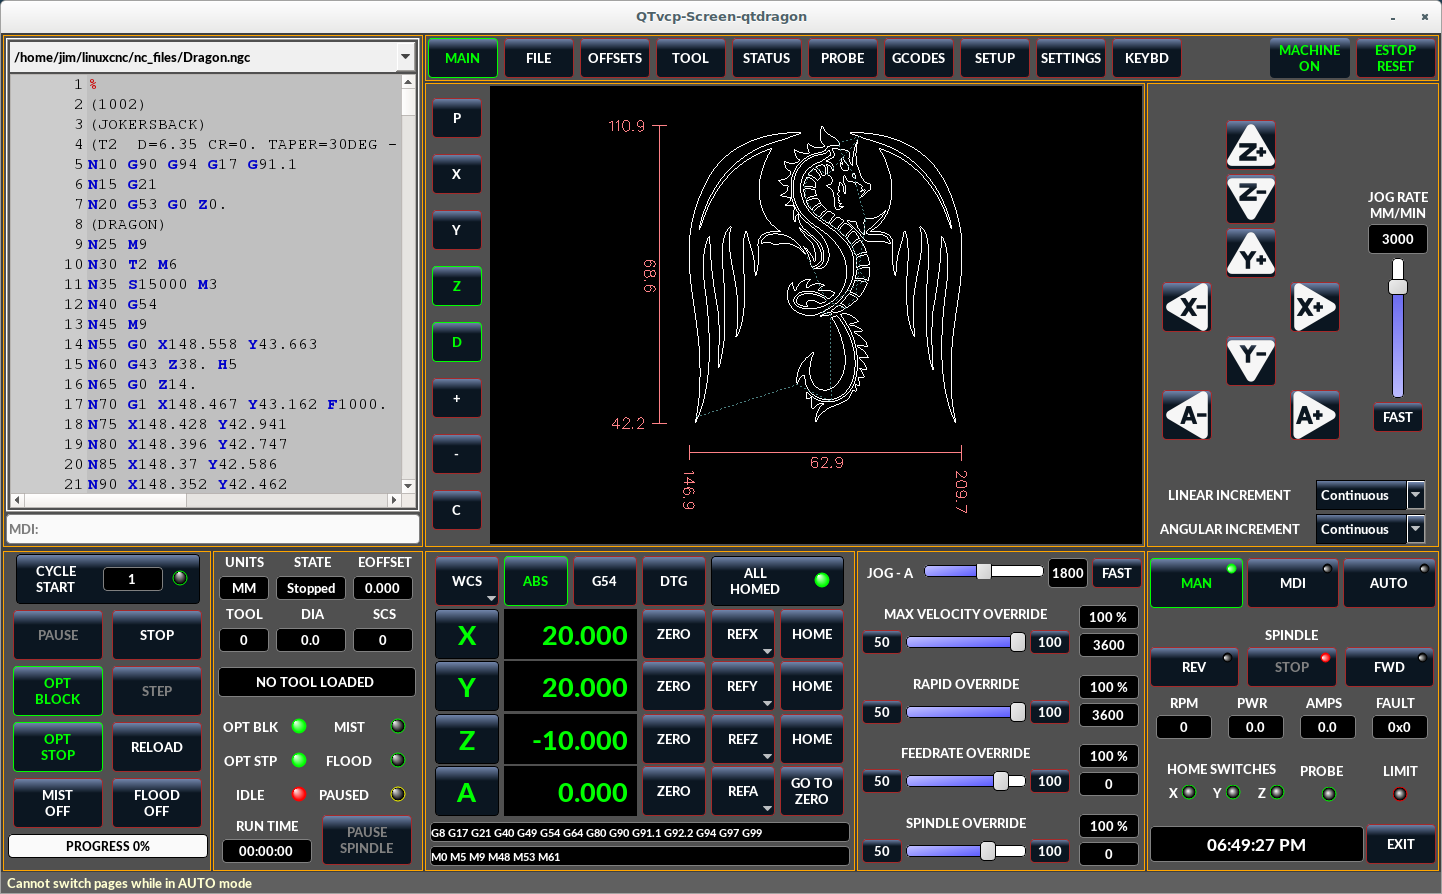 QTvcp-Screen-qtdragon
/home/jim/linuxcnc/nc_files/Dragon.ngc
1 %
2 (1002)
3 (JOKERSBACK)
4 (T2  D=6.35 CR=0. TAPER=30DEG -
5 N10 G90 G94 G17 G91.1
6 N15 G21
7 N20 G53 G0 Z0.
8 (DRAGON)
9 N25 M9
10 N30 T2 M6
11 N35 S15000 M3
12 N40 G54
13 N45 M9
14 N55 G0 X148.558 Y43.663
15 N60 G43 Z38. H5
16 N65 G0 Z14.
17 N70 G1 X148.467 Y43.162 F1000.
18 N75 X148.428 Y42.941
19 N80 X148.396 Y42.747
20 N85 X148.37 Y42.586
21 N90 X148.352 Y42.462
MDI:
MAIN FILE OFFSETS TOOL STATUS PROBE GCODES SETUP SETTINGS KEYBD
MACHINE
ON
ESTOP
RESET
P
X
Y
Z
D
+
-
C
110.9
68.6
42.2
62.9
146.9
209.7
Z+
Z-
Y+
X- X+
Y-
A- A+
JOG RATE
MM/MIN
3000
FAST
LINEAR INCREMENT Continuous
ANGULAR INCREMENT Continuous
CYCLE
START
1
PAUSE STOP
OPT
BLOCK
STEP
OPT
STOP
RELOAD
MIST
OFF
FLOOD
OFF
PROGRESS 0%
UNITS STATE EOFFSET
MM Stopped 0.000
TOOL DIA SCS
0 0.0 0
NO TOOL LOADED
OPT BLK MIST
OPT STP FLOOD
IDLE PAUSED
RUN TIME
00:00:00
PAUSE
SPINDLE
WCS ABS G54 DTG
ALL
HOMED
X 20.000 ZERO REFX HOME
Y 20.000 ZERO REFY HOME
Z -10.000 ZERO REFZ HOME
A 0.000 ZERO REFA
GO TO
ZERO
G8 G17 G21 G40 G49 G54 G64 G80 G90 G91.1 G92.2 G94 G97 G99
M0 M5 M9 M48 M53 M61
JOG - A 1800 FAST
MAX VELOCITY OVERRIDE 100 %
50 100 3600
RAPID OVERRIDE 100 %
50 100 3600
FEEDRATE OVERRIDE 100 %
50 100 0
SPINDLE OVERRIDE 100 %
50 100 0
MAN MDI AUTO
SPINDLE
REV STOP FWD
RPM PWR AMPS FAULT
0 0.0 0.0 0x0
HOME SWITCHES PROBE LIMIT
X Y Z
06:49:27 PM EXIT
Cannot switch pages while in AUTO mode